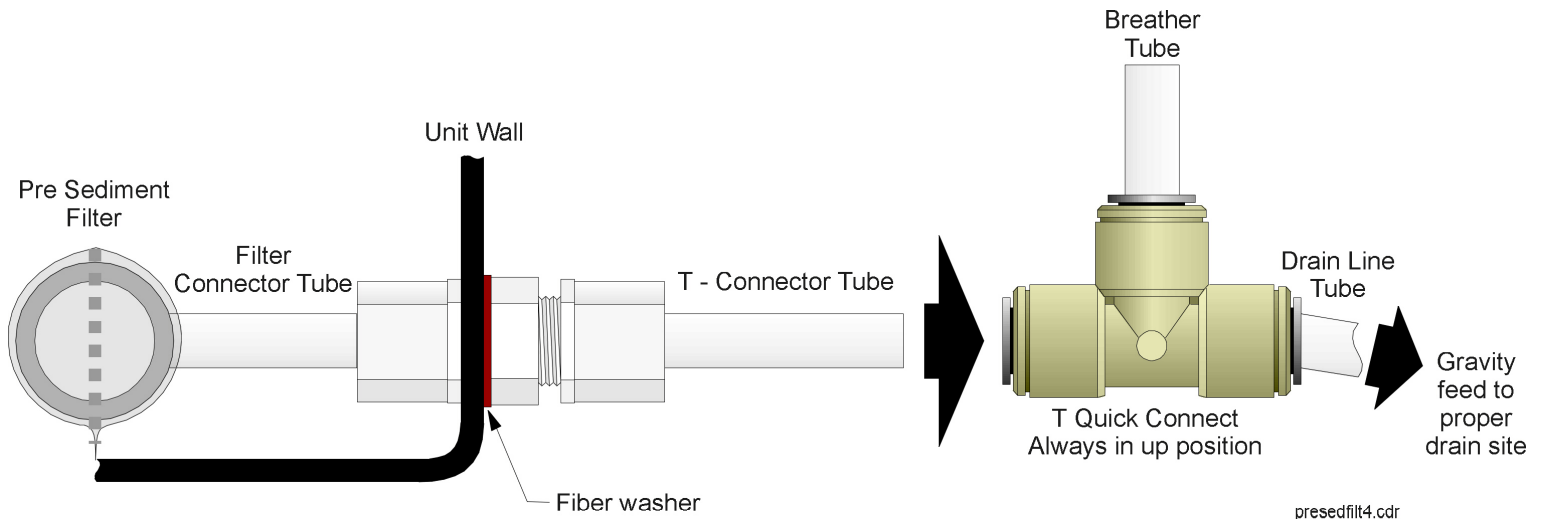 Breather
Tube
Unit Wall
Pre Sediment
Filter
Filter
Connector Tube
T - Connector Tube
Drain Line
Tube
Gravity
feed to
proper
drain site
T Quick Connect
Always in up position
Fiber washer
presedfilt4.cdr